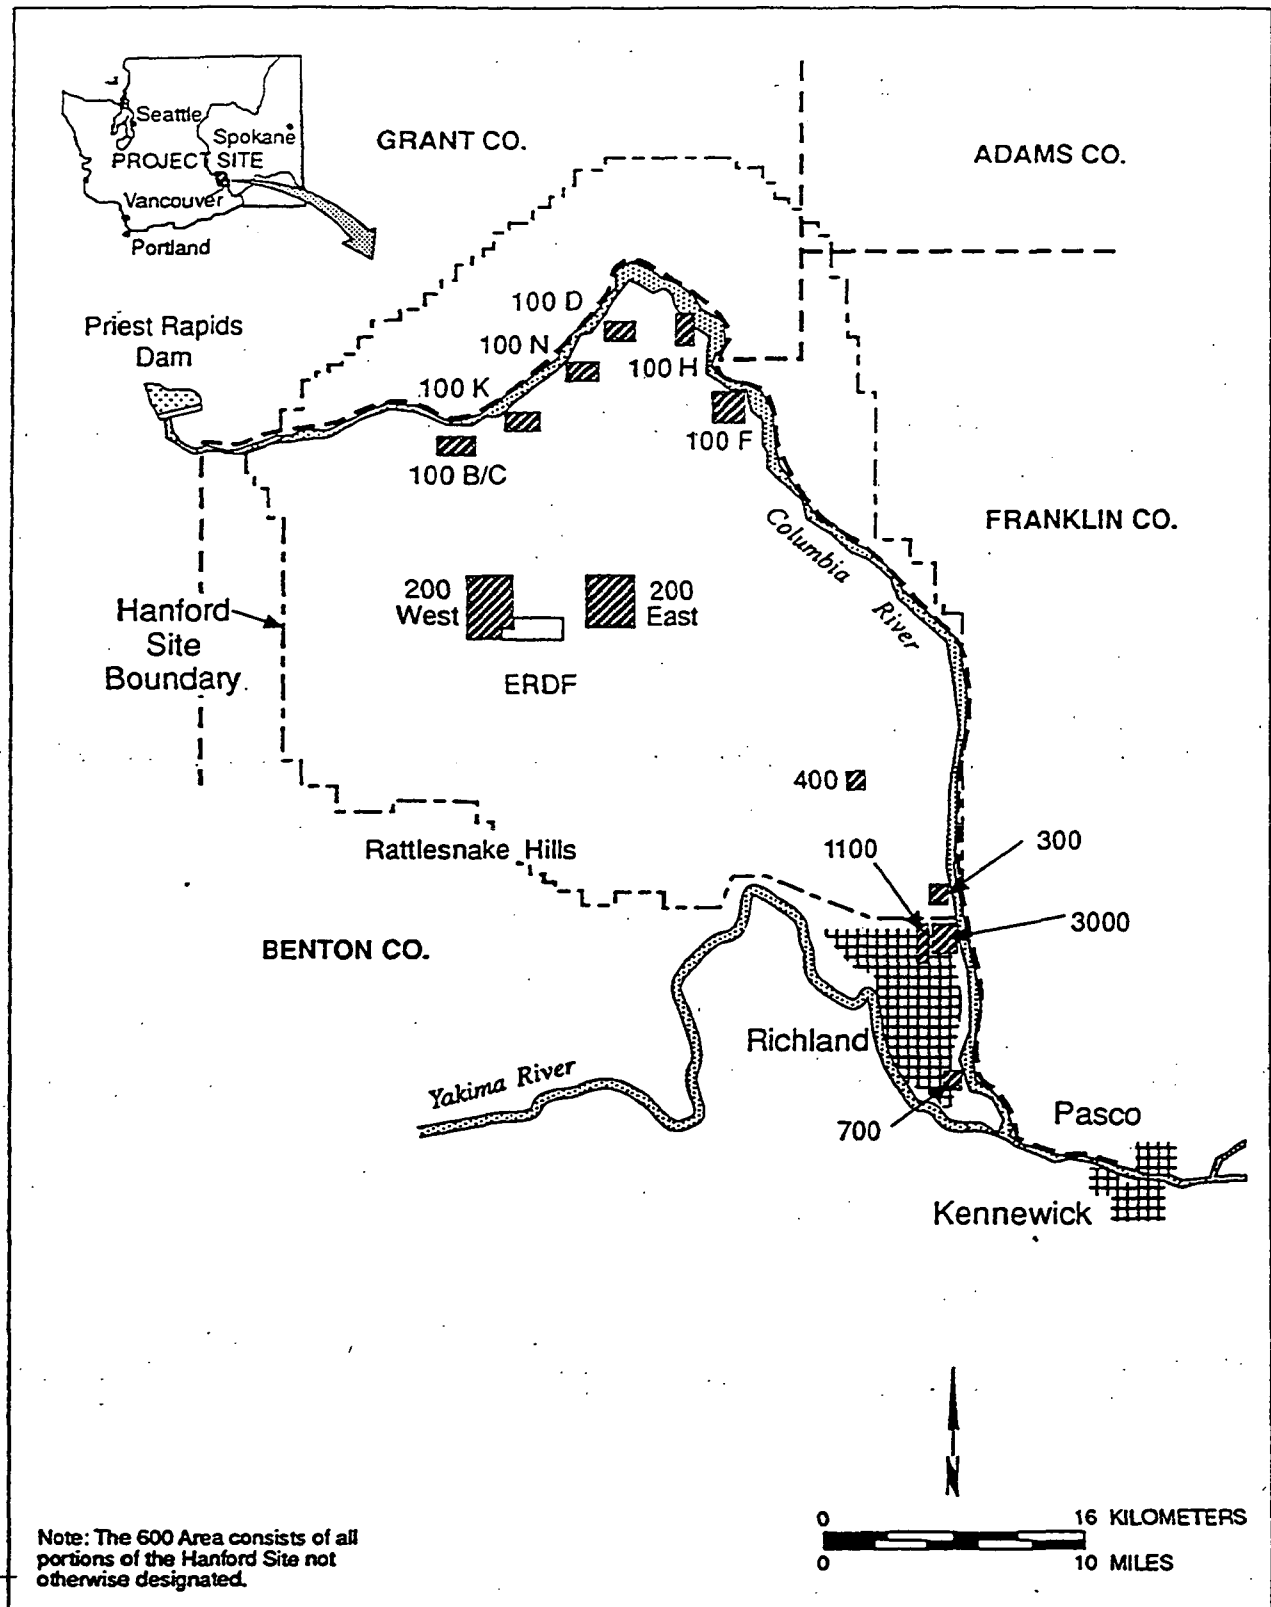 Seattle
Spokane
PROJECT SITE
Vancouver
Portland
GRANT CO.
ADAMS CO.
Priest Rapids
Dam
100 D
100 N
100 H
100 K
100 F
100 B/C
Columbia
River
FRANKLIN CO.
200
West
200
East
Hanford
Site
Boundary
ERDF
400
Rattlesnake Hills
1100
300
3000
BENTON CO.
Richland
Yakima River
700
Pasco
Kennewick
N
0 16 KILOMETERS
0 10 MILES
Note: The 600 Area consists of all
portions of the Hanford Site not
otherwise designated.